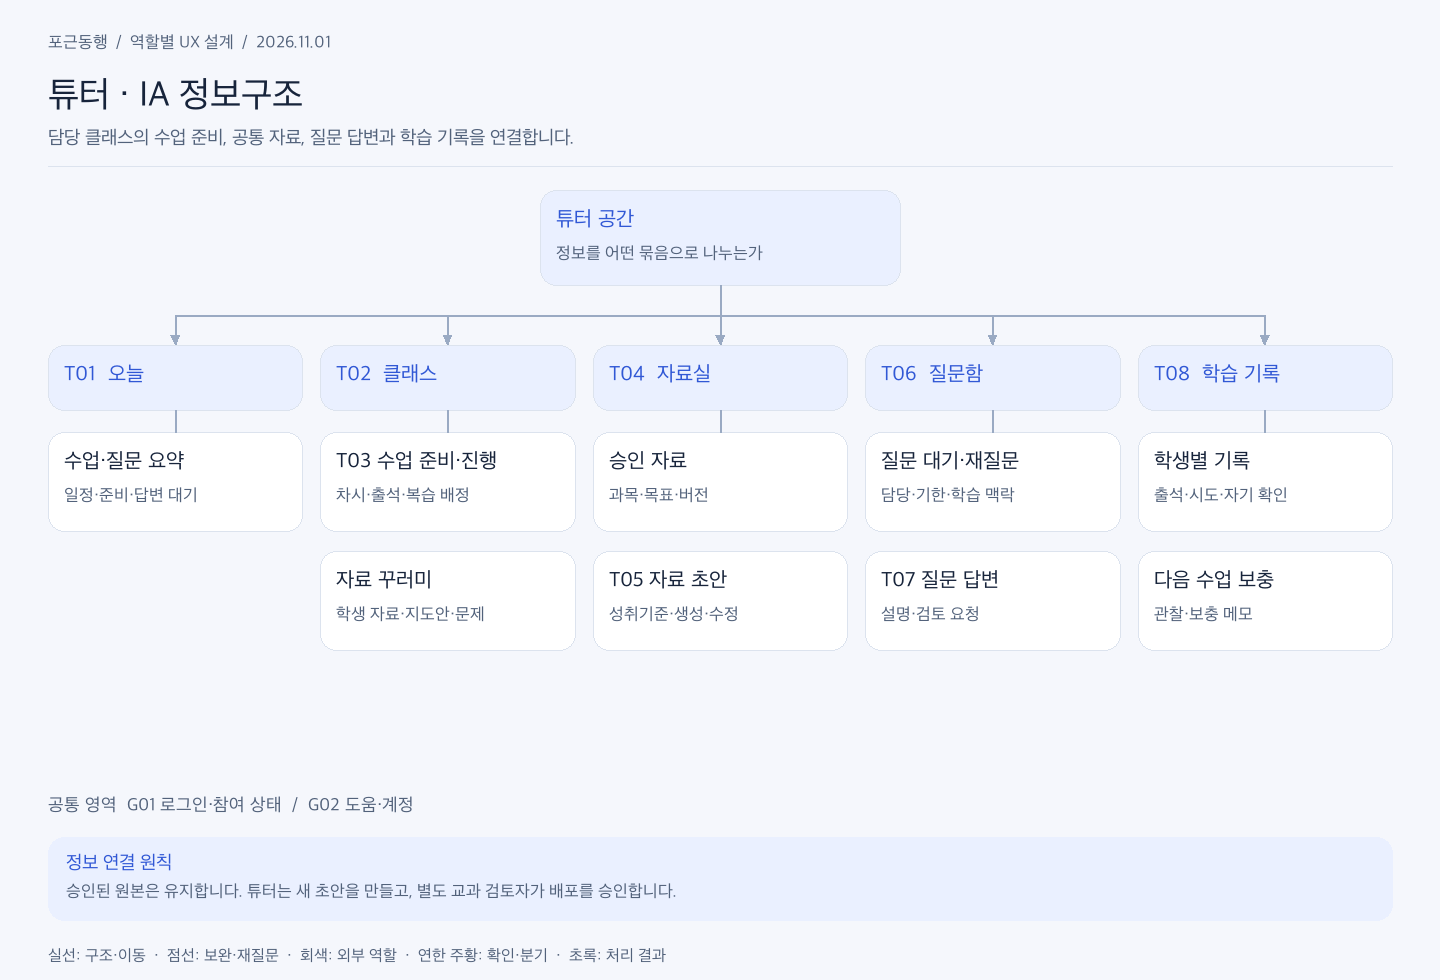 포근동행 / 역할별 UX 설계 / 2026.11.01
튜터 · IA 정보구조
담당 클래스의 수업 준비, 공통 자료, 질문 답변과 학습 기록을 연결합니다.
튜터 공간
정보를 어떤 묶음으로 나누는가
T01 오늘
T02 클래스
T04 자료실
T06 질문함
T08 학습 기록
수업·질문 요약
일정·준비·답변 대기
T03 수업 준비·진행
차시·출석·복습 배정
승인 자료
과목·목표·버전
질문 대기·재질문
담당·기한·학습 맥락
학생별 기록
출석·시도·자기 확인
자료 꾸러미
학생 자료·지도안·문제
T05 자료 초안
성취기준·생성·수정
T07 질문 답변
설명·검토 요청
다음 수업 보충
관찰·보충 메모
공통 영역 G01 로그인·참여 상태 / G02 도움·계정
정보 연결 원칙
승인된 원본은 유지합니다. 튜터는 새 초안을 만들고, 별도 교과 검토자가 배포를 승인합니다.
실선: 구조·이동 · 점선: 보완·재질문 · 회색: 외부 역할 · 연한 주황: 확인·분기 · 초록: 처리 결과